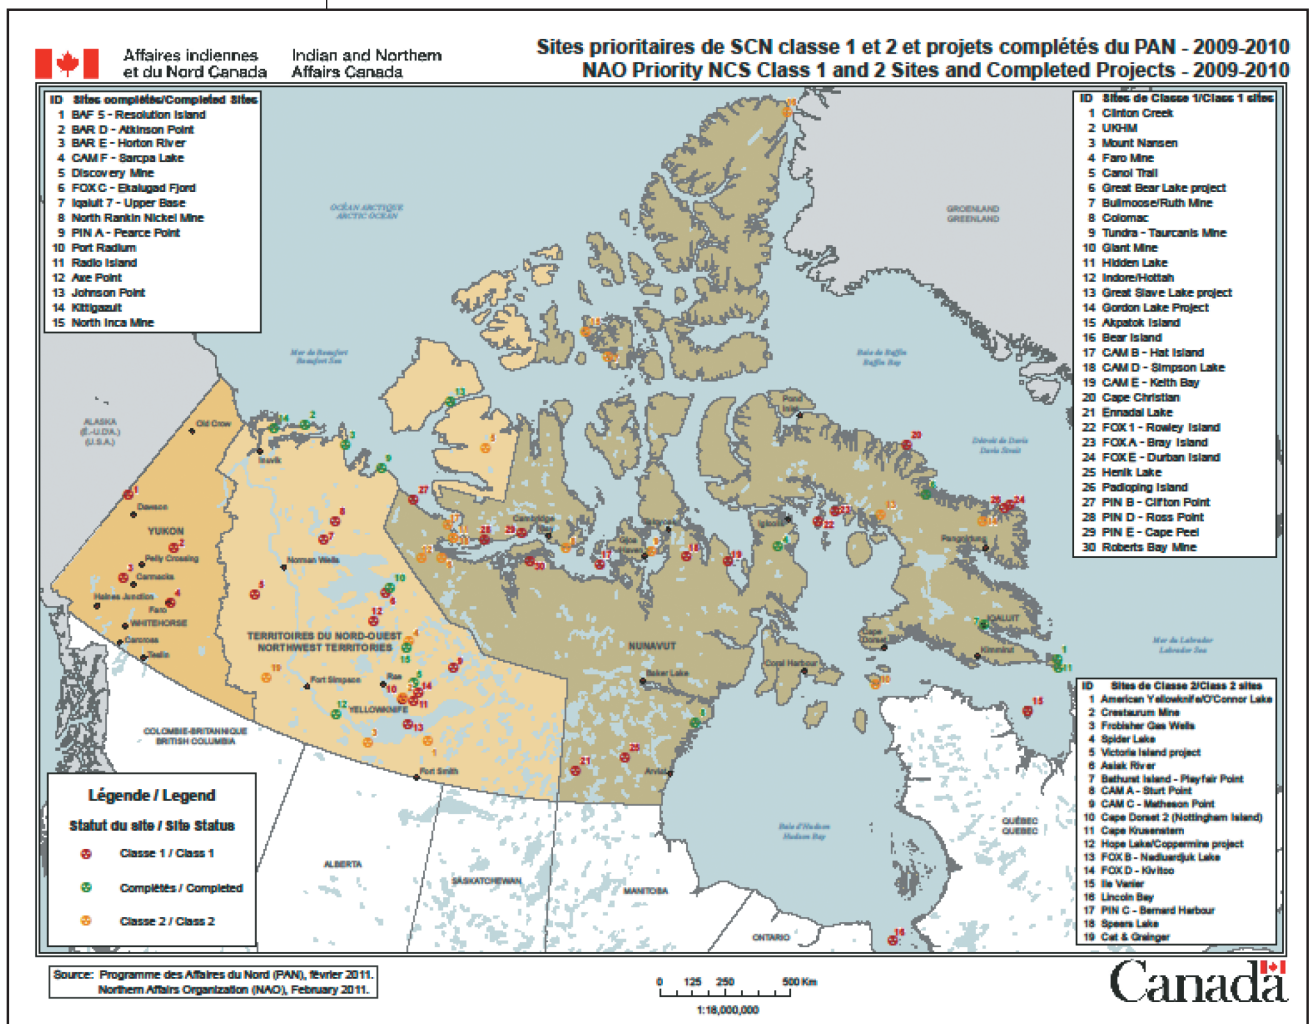 Affaires indiennes
et du Nord Canada
Indian and Northern
Affairs Canada
Sites prioritaires de SCN classe 1 et 2 et projets complétés du PAN - 2009-2010
NAO Priority NCS Class 1 and 2 Sites and Completed Projects - 2009-2010
ID Sites complétés/Completed Sites
1 BAF 5 - Resolution Island
2 BAR D - Atkinson Point
3 BAR E - Horton River
4 CAM F - Sarcpa Lake
5 Discovery Mine
6 FOX C - Ekalugad Fjord
7 Iqaluit 7 - Upper Base
8 North Rankin Nickel Mine
9 PIN A - Pearce Point
10 Port Radium
11 Radio Island
12 Axe Point
13 Johnson Point
14 Kittigazuit
15 North Inca Mine
ID Sites de Classe 1/Class 1 sites
1 Clinton Creek
2 UKHM
3 Mount Nansen
4 Faro Mine
5 Canol Trail
6 Great Bear Lake project
7 Bullmoose/Ruth Mine
8 Colomac
9 Tundra - Taurcanis Mine
10 Giant Mine
11 Hidden Lake
12 Indore/Hottah
13 Great Slave Lake project
14 Gordon Lake Project
15 Akpatok Island
16 Bear Island
17 CAM B - Hat Island
18 CAM D - Simpson Lake
19 CAM E - Keith Bay
20 Cape Christian
21 Ennadai Lake
22 FOX 1 - Rowley Island
23 FOX A - Bray Island
24 FOX E - Durban Island
25 Henik Lake
26 Padloping Island
27 PIN B - Clifton Point
28 PIN D - Ross Point
29 PIN E - Cape Peel
30 Roberts Bay Mine
OCÉAN ARCTIQUE
ARCTIC OCEAN
GROENLAND
GREENLAND
Mer de Beaufort
Beaufort Sea
Baie de Baffin
Baffin Bay
Détroit de Davis
Davis Strait
Mer du Labrador
Labrador Sea
Baie d'Hudson
Hudson Bay
ALASKA
(É.-U.D'A.)
(U.S.A.)
Old Crow
Inuvik
Dawson
YUKON
Pelly Crossing
Carmacks
Haines Junction
Faro
WHITEHORSE
Carcross
Teslin
Norman Wells
TERRITOIRES DU NORD-OUEST
NORTHWEST TERRITORIES
Fort Simpson
Rae
YELLOWKNIFE
Fort Smith
Cambridge
Bay
Gjoa
Haven
Pond
Inlet
Igloolik
Pangnirtung
IQALUIT
Kimmirut
Cape
Dorset
Coral Harbour
NUNAVUT
Baker Lake
Arviat
COLOMBIE-BRITANNIQUE
BRITISH COLUMBIA
ALBERTA
SASKATCHEWAN
MANITOBA
ONTARIO
QUÉBEC
QUEBEC
ID Sites de Classe 2/Class 2 sites
1 American Yellowknife/O'Connor Lake
2 Crestaurum Mine
3 Frobisher Gas Wells
4 Spider Lake
5 Victoria Island project
6 Asiak River
7 Bathurst Island - Playfair Point
8 CAM A - Sturt Point
9 CAM C - Matheson Point
10 Cape Dorset 2 (Nottingham Island)
11 Cape Krusenstern
12 Hope Lake/Coppermine project
13 FOX B - Nadluardjuk Lake
14 FOX D - Kivitoo
15 Ile Vanier
16 Lincoln Bay
17 PIN C - Bernard Harbour
18 Speers Lake
19 Cat & Grainger
Légende / Legend
Statut du site / Site Status
Classe 1 / Class 1
Complétés / Completed
Classe 2 / Class 2
Source: Programme des Affaires du Nord (PAN), février 2011.
Northern Affairs Organization (NAO), February 2011.
0 125 250 500 Km
1:18,000,000
Canada